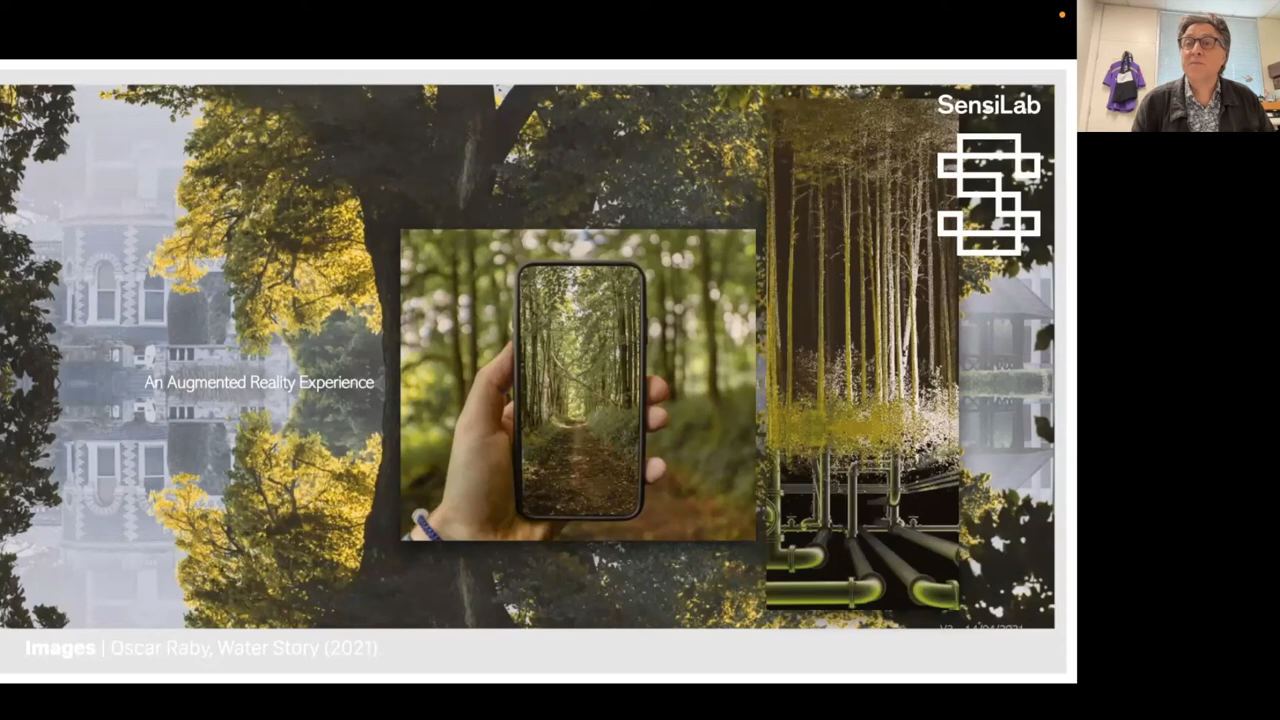 SensiLab
An Augmented Reality Experience
Images | Oscar Raby, Water Story (2021)